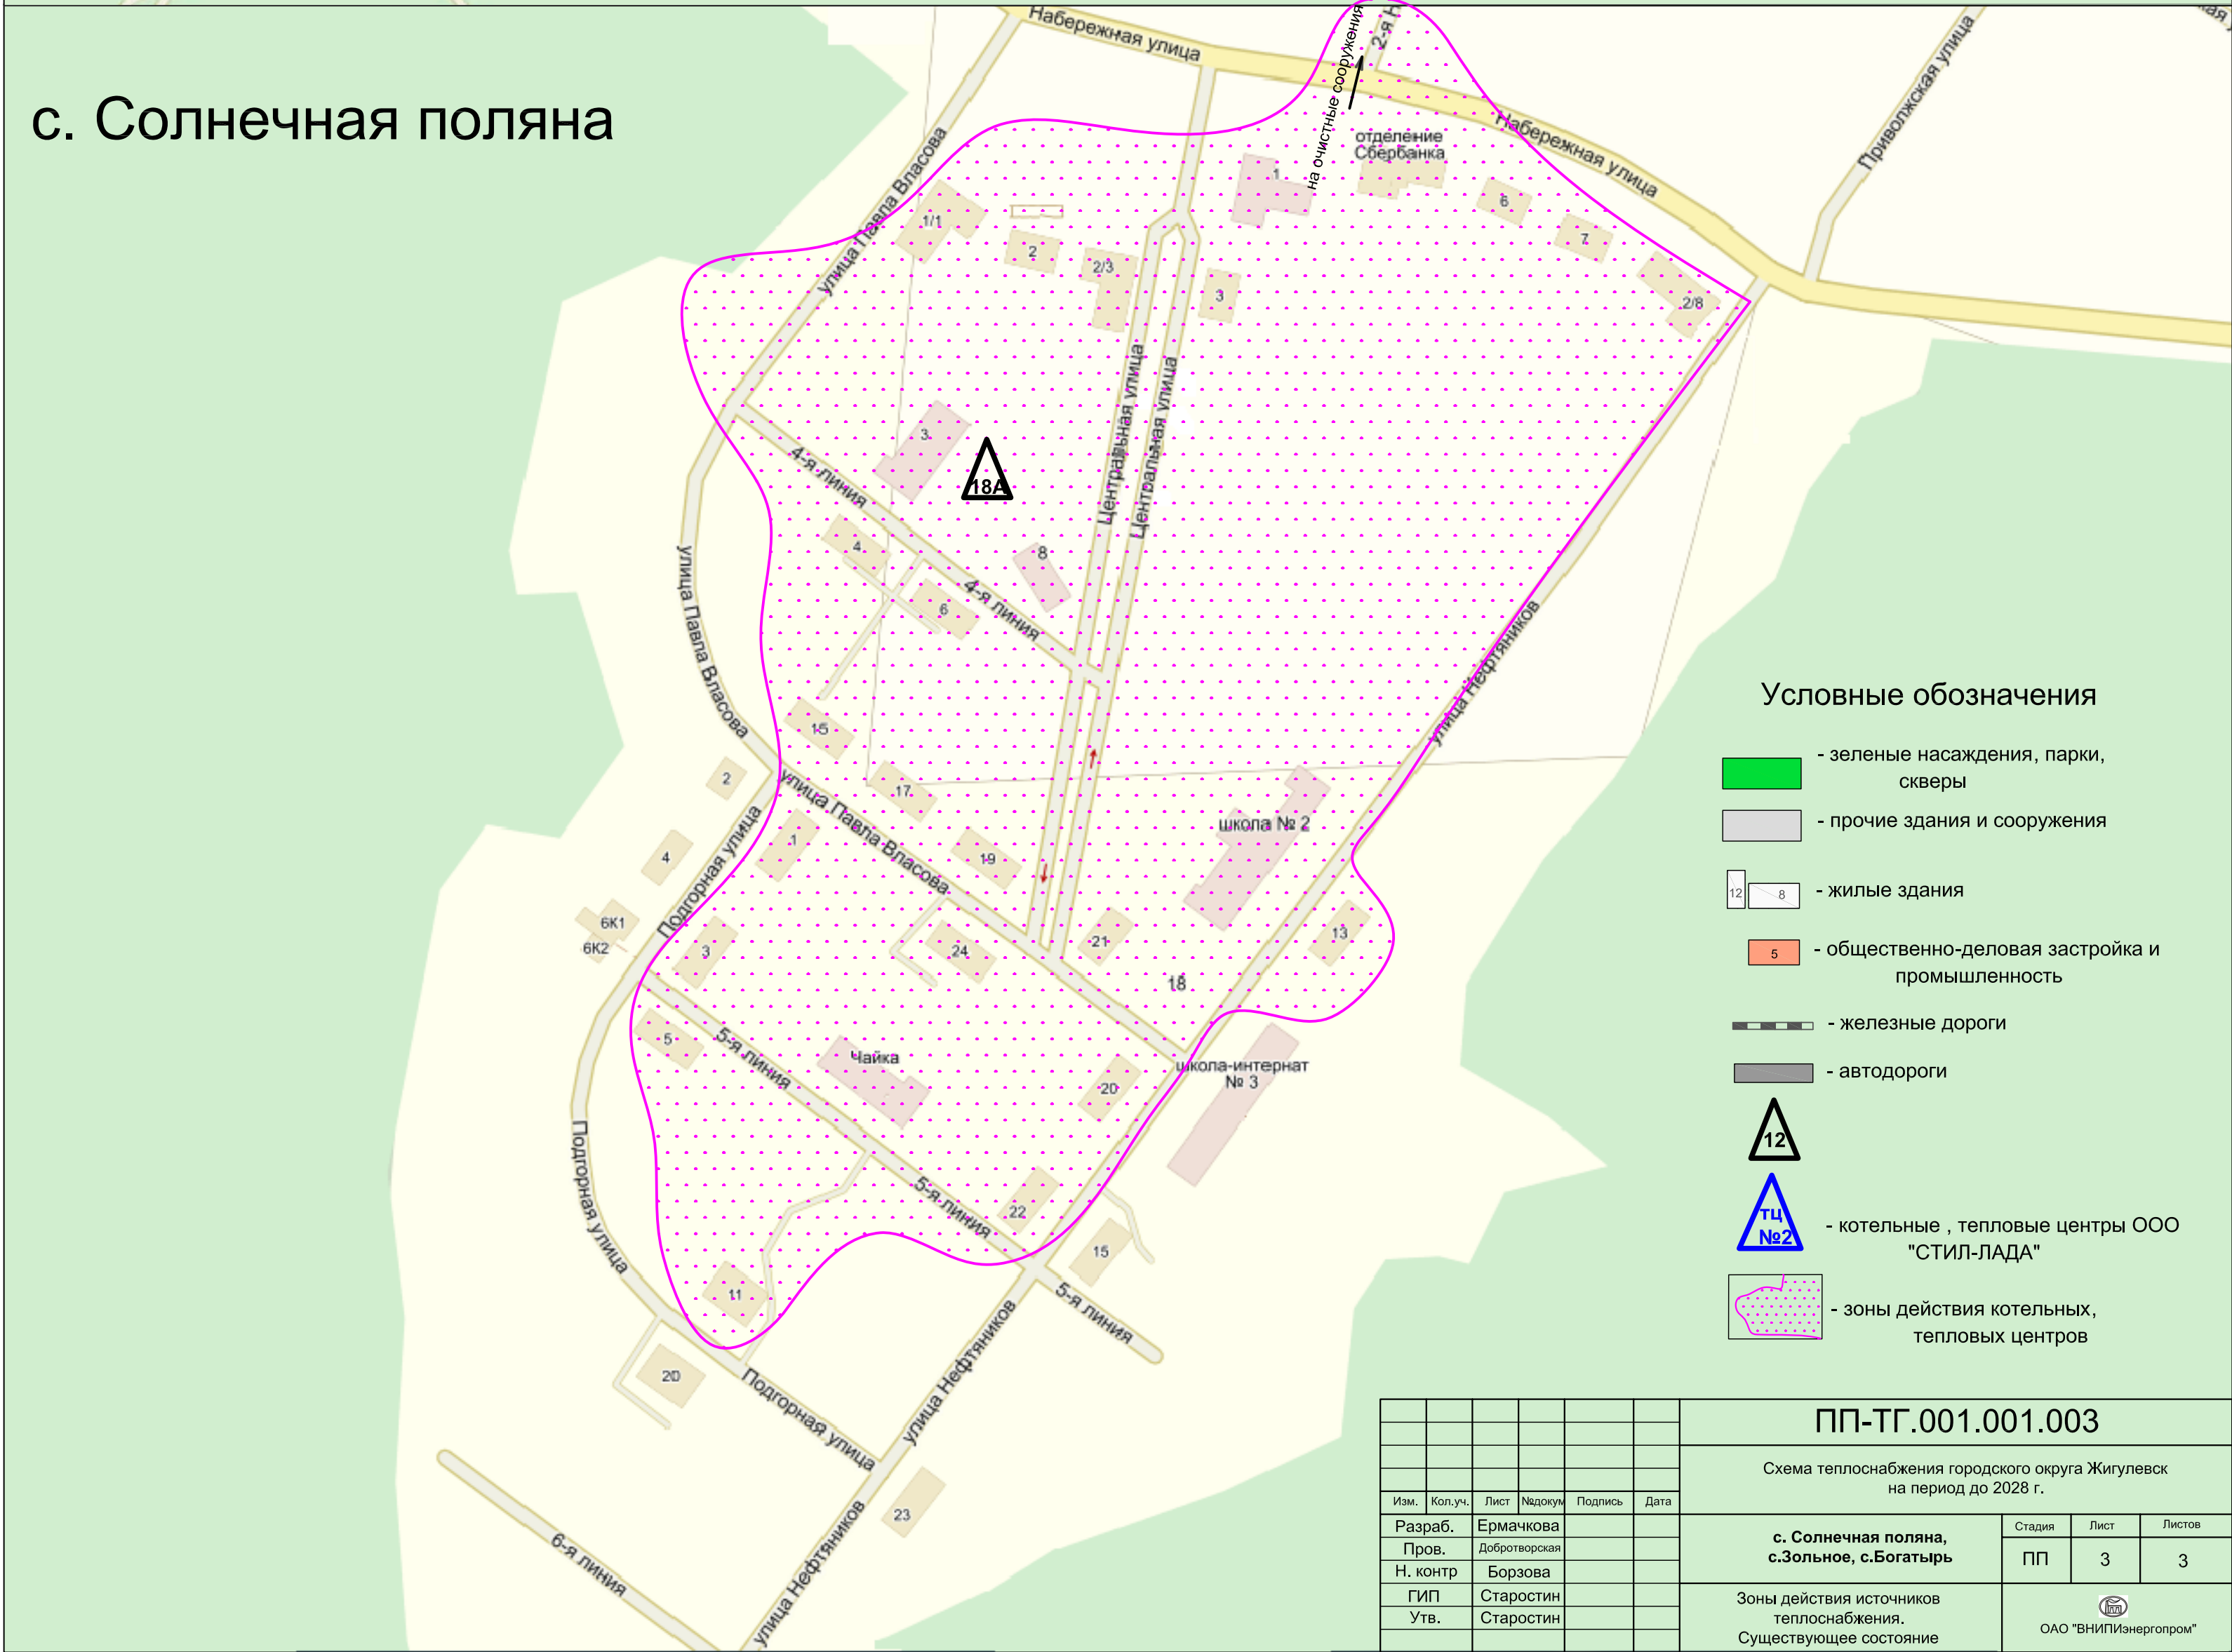 с. Солнечная поляна
Набережная улица
на очистные сооружения
2-я Н
Приволжская улица
Набережная улица
отделение
Сбербанка
улица Павла Власова
1
6
7
2/8
1/1
2
2/3
3
Центральная улица
Центральная улица
3
18А
4-я линия
4
8
6
4-я линия
улица Павла Власова
улица Нефтяников
15
2
17
улица Павла Власова
1
19
школа № 2
4
Подгорная улица
6К1
6К2
3
24
21
13
18
5
5-я линия
Чайка
20
школа-интернат
№ 3
Подгорная улица
5-я линия
22
15
11
5-я линия
20
Подгорная улица
улица Нефтяников
23
6-я линия
улица Нефтяников
Условные обозначения
- зеленые насаждения, парки,
скверы
- прочие здания и сооружения
12 8 - жилые здания
5 - общественно-деловая застройка и
промышленность
- железные дороги
- автодороги
12
ТЦ
№2
- котельные , тепловые центры ООО
"СТИЛ-ЛАДА"
- зоны действия котельных,
тепловых центров
ПП-ТГ.001.001.003
Схема теплоснабжения городского округа Жигулевск
на период до 2028 г.
Изм. Кол.уч. Лист №докум Подпись Дата
Разраб. Ермачкова
Пров. Добротворская
Н. контр Борзова
ГИП Старостин
Утв. Старостин
с. Солнечная поляна,
с.Зольное, с.Богатырь
Стадия Лист Листов
ПП 3 3
Зоны действия источников
теплоснабжения.
Существующее состояние
ОАО "ВНИПИэнергопром"